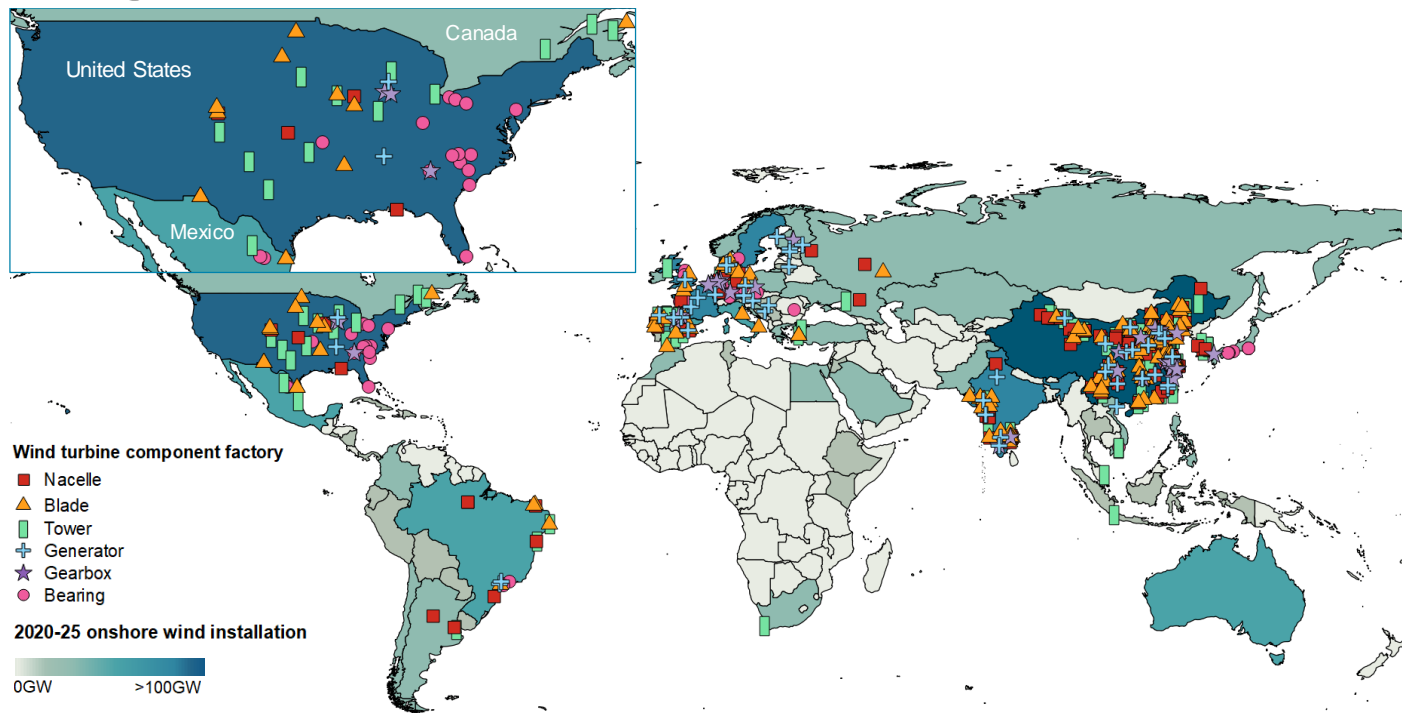 Canada
United States
Mexico
Wind turbine component factory
Nacelle
Blade
Tower
Generator
Gearbox
Bearing
2020-25 onshore wind installation
0GW >100GW